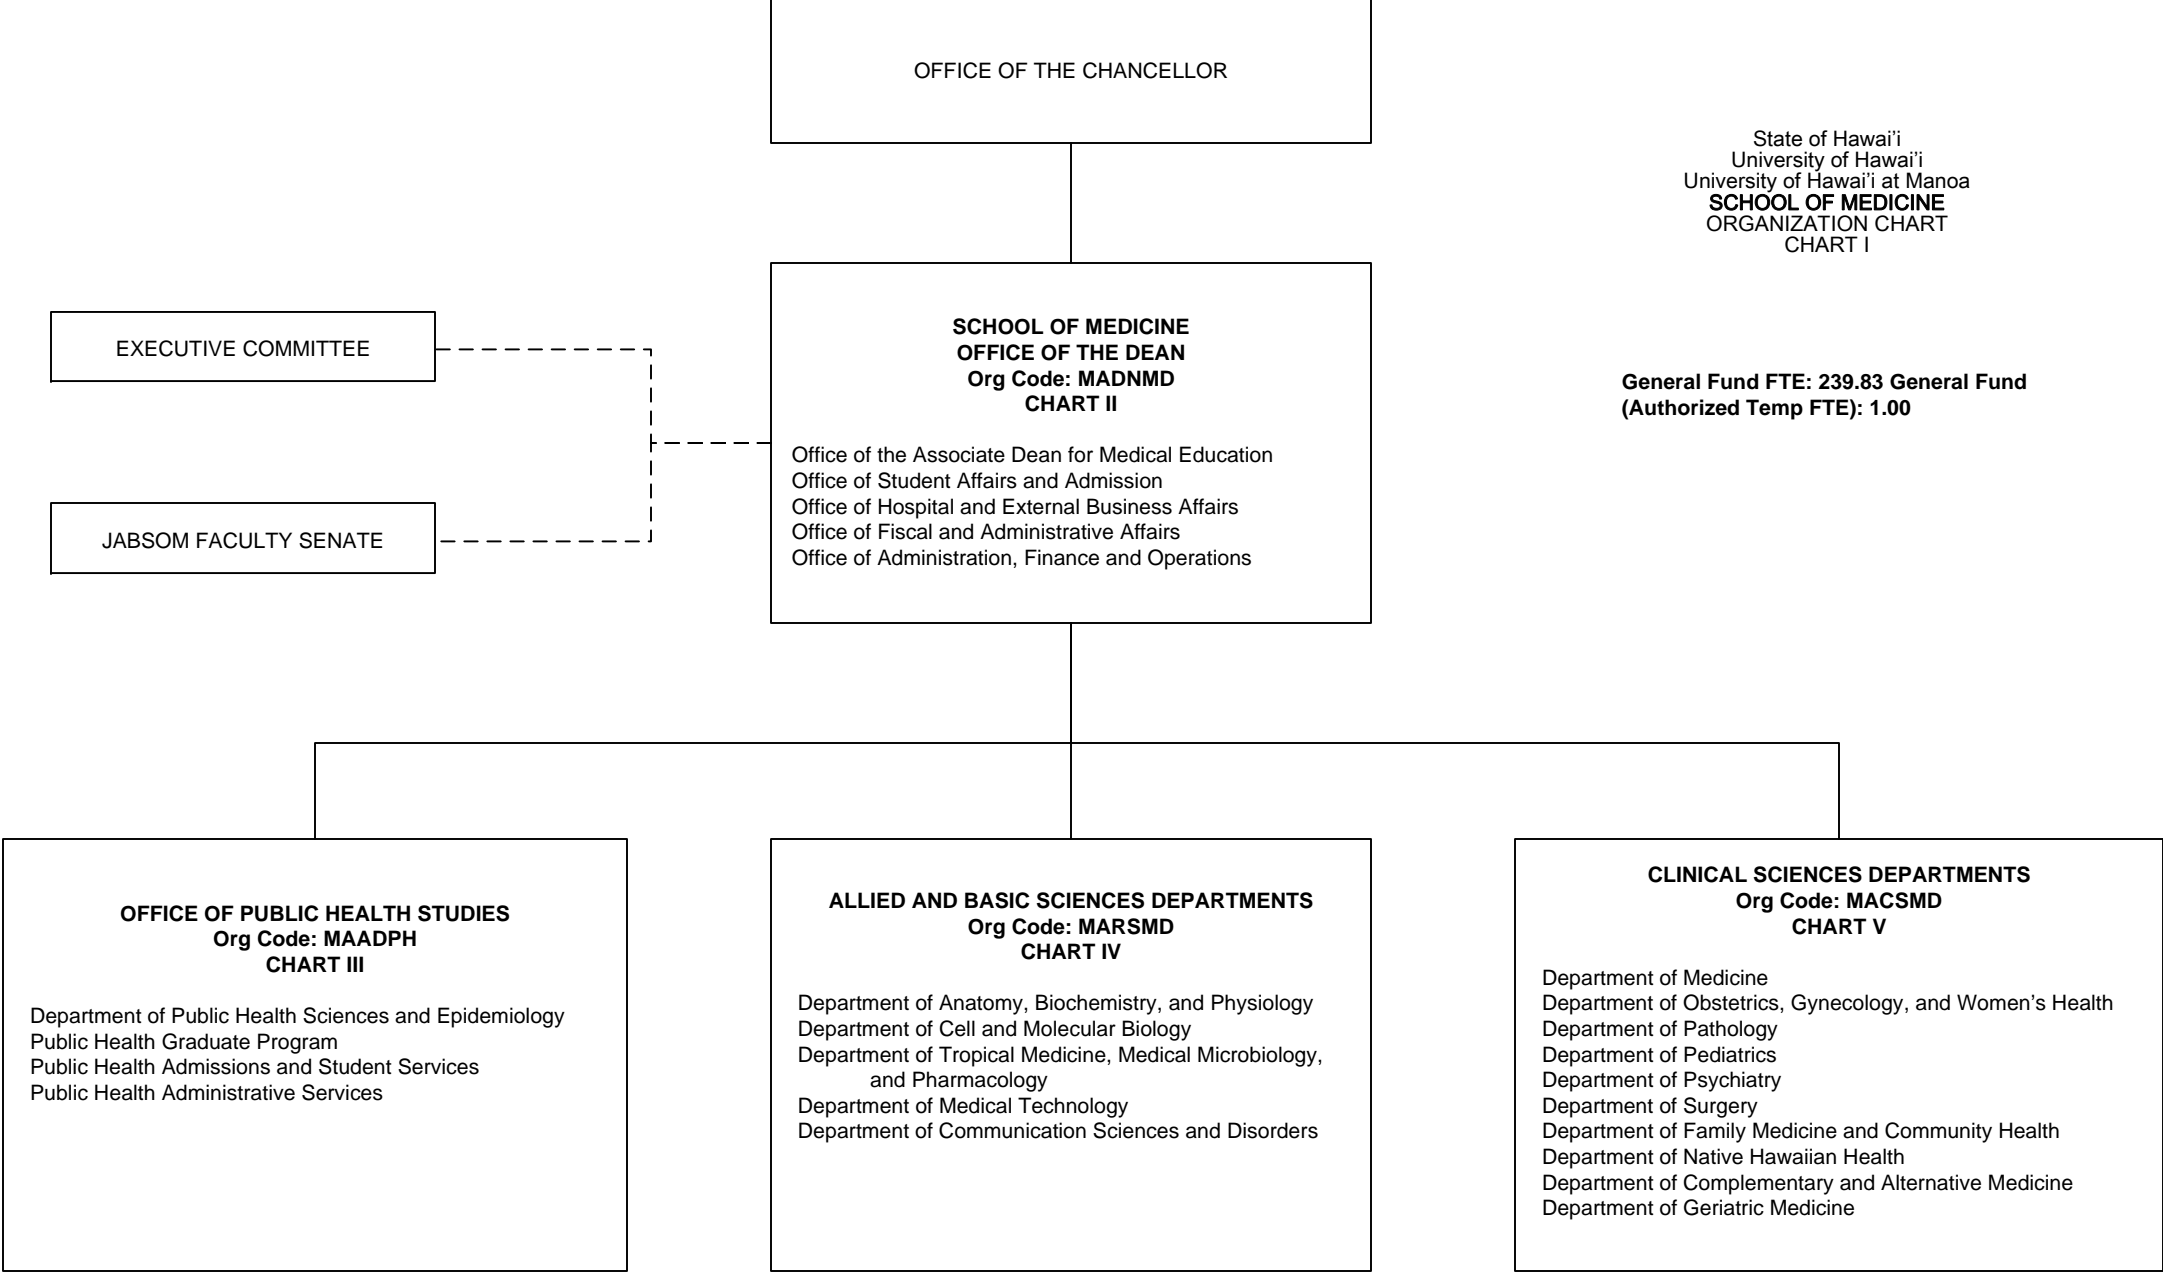 OFFICE OF THE CHANCELLOR
State of Hawai'i
University of Hawai'i
University of Hawai'i at Manoa
SCHOOL OF MEDICINE
ORGANIZATION CHART
CHART I
EXECUTIVE COMMITTEE
JABSOM FACULTY SENATE
SCHOOL OF MEDICINE
OFFICE OF THE DEAN
Org Code: MADNMD
CHART II
Office of the Associate Dean for Medical Education
Office of Student Affairs and Admission
Office of Hospital and External Business Affairs
Office of Fiscal and Administrative Affairs
Office of Administration, Finance and Operations
General Fund FTE: 239.83 General Fund
(Authorized Temp FTE): 1.00
OFFICE OF PUBLIC HEALTH STUDIES
Org Code: MAADPH
CHART III
Department of Public Health Sciences and Epidemiology
Public Health Graduate Program
Public Health Admissions and Student Services
Public Health Administrative Services
ALLIED AND BASIC SCIENCES DEPARTMENTS
Org Code: MARSMD
CHART IV
Department of Anatomy, Biochemistry, and Physiology
Department of Cell and Molecular Biology
Department of Tropical Medicine, Medical Microbiology,
and Pharmacology
Department of Medical Technology
Department of Communication Sciences and Disorders
CLINICAL SCIENCES DEPARTMENTS
Org Code: MACSMD
CHART V
Department of Medicine
Department of Obstetrics, Gynecology, and Women's Health
Department of Pathology
Department of Pediatrics
Department of Psychiatry
Department of Surgery
Department of Family Medicine and Community Health
Department of Native Hawaiian Health
Department of Complementary and Alternative Medicine
Department of Geriatric Medicine